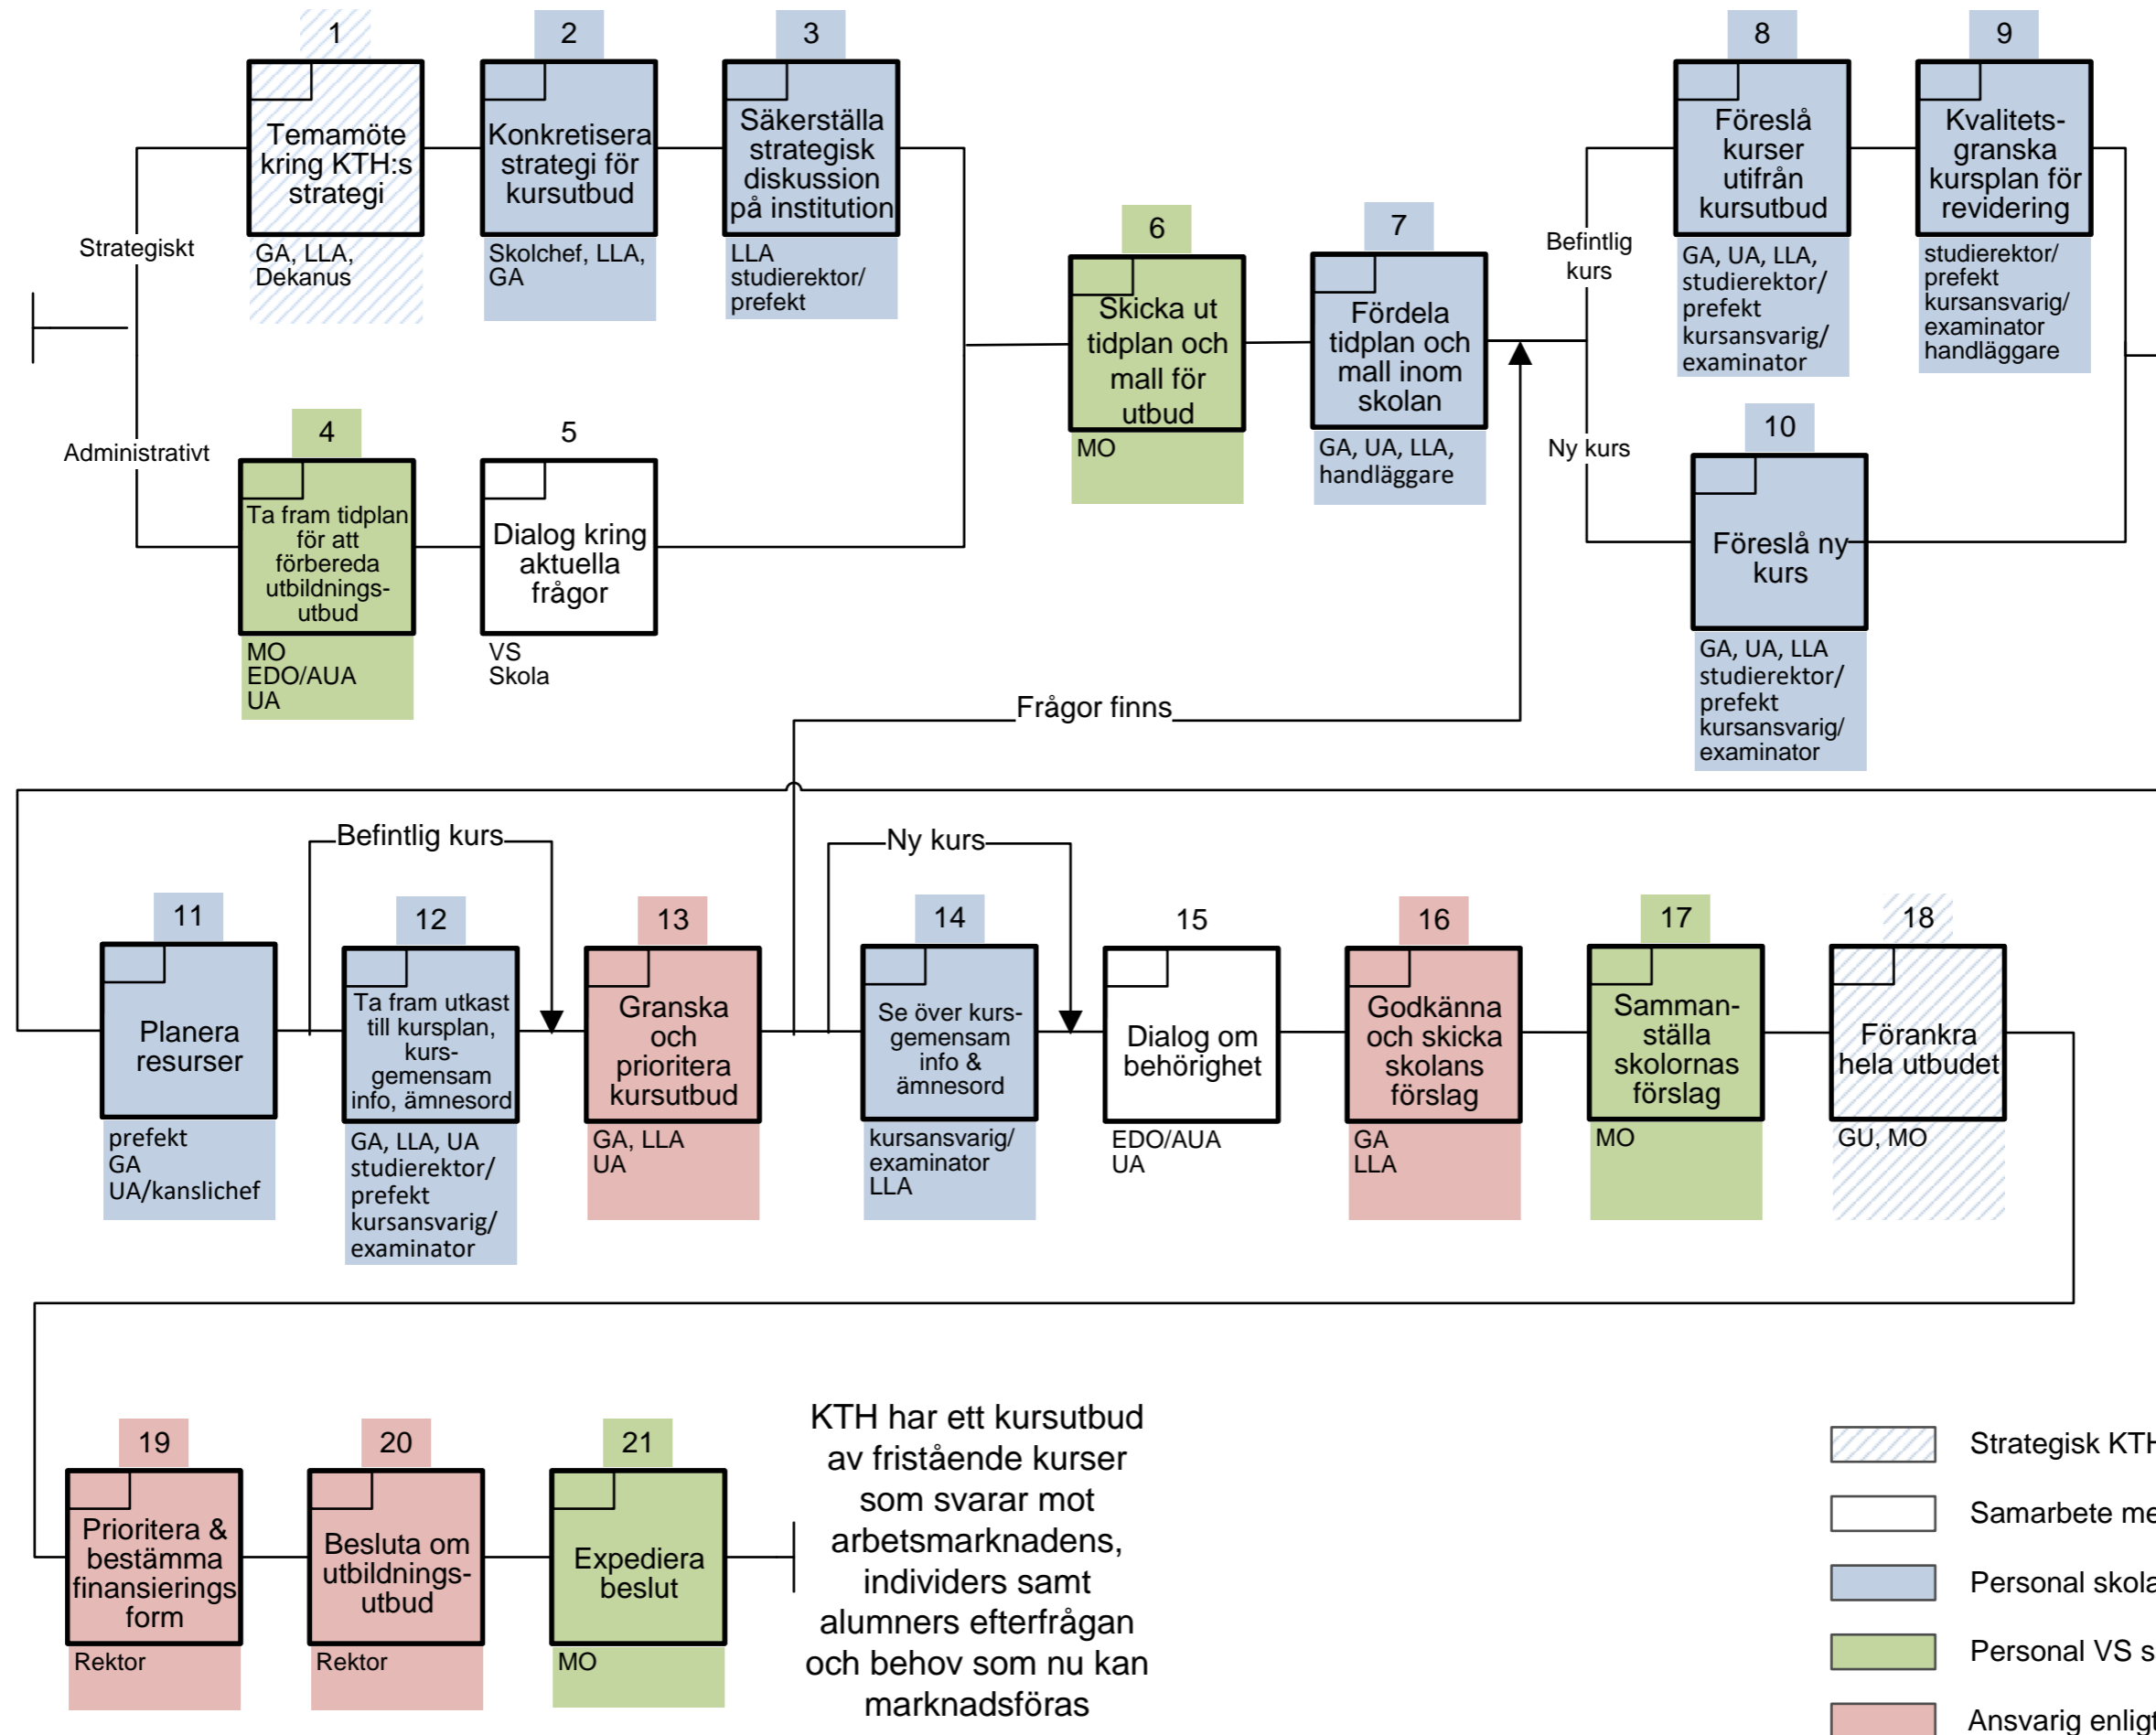 1
Temamöte
kring KTH:s
strategi
GA, LLA,
Dekanus
2
Konkretisera
strategi för
kursutbud
Skolchef, LLA,
GA
3
Säkerställa
strategisk
diskussion
på institution
LLA
studierektor/
prefekt
Strategiskt
Administrativt
4
Ta fram tidplan
för att
förbereda
utbildnings-
utbud
MO
EDO/AUA
UA
5
Dialog kring
aktuella
frågor
VS
Skola
6
Skicka ut
tidplan och
mall för
utbud
MO
7
Fördela
tidplan och
mall inom
skolan
GA, UA, LLA,
handläggare
Befintlig
kurs
Ny kurs
8
Föreslå
kurser
utifrån
kursutbud
GA, UA, LLA,
studierektor/
prefekt
kursansvarig/
examinator
9
Kvalitets-
granska
kursplan för
revidering
studierektor/
prefekt
kursansvarig/
examinator
handläggare
10
Föreslå ny
kurs
GA, UA, LLA
studierektor/
prefekt
kursansvarig/
examinator
Frågor finns
Befintlig kurs
Ny kurs
11
Planera
resurser
prefekt
GA
UA/kanslichef
12
Ta fram utkast
till kursplan,
kurs-
gemensam
info, ämnesord
GA, LLA, UA
studierektor/
prefekt
kursansvarig/
examinator
13
Granska
och
prioritera
kursutbud
GA, LLA
UA
14
Se över kurs-
gemensam
info &
ämnesord
kursansvarig/
examinator
LLA
15
Dialog om
behörighet
EDO/AUA
UA
16
Godkänna
och skicka
skolans
förslag
GA
LLA
17
Samman-
ställa
skolornas
förslag
MO
18
Förankra
hela utbudet
GU, MO
19
Prioritera &
bestämma
finansierings
form
Rektor
20
Besluta om
utbildnings-
utbud
Rektor
21
Expediera
beslut
MO
KTH har ett kursutbud
av fristående kurser
som svarar mot
arbetsmarknadens,
individers samt
alumners efterfrågan
och behov som nu kan
marknadsföras
Strategisk KTH
Samarbete me
Personal skola
Personal VS s
Ansvarig enligt